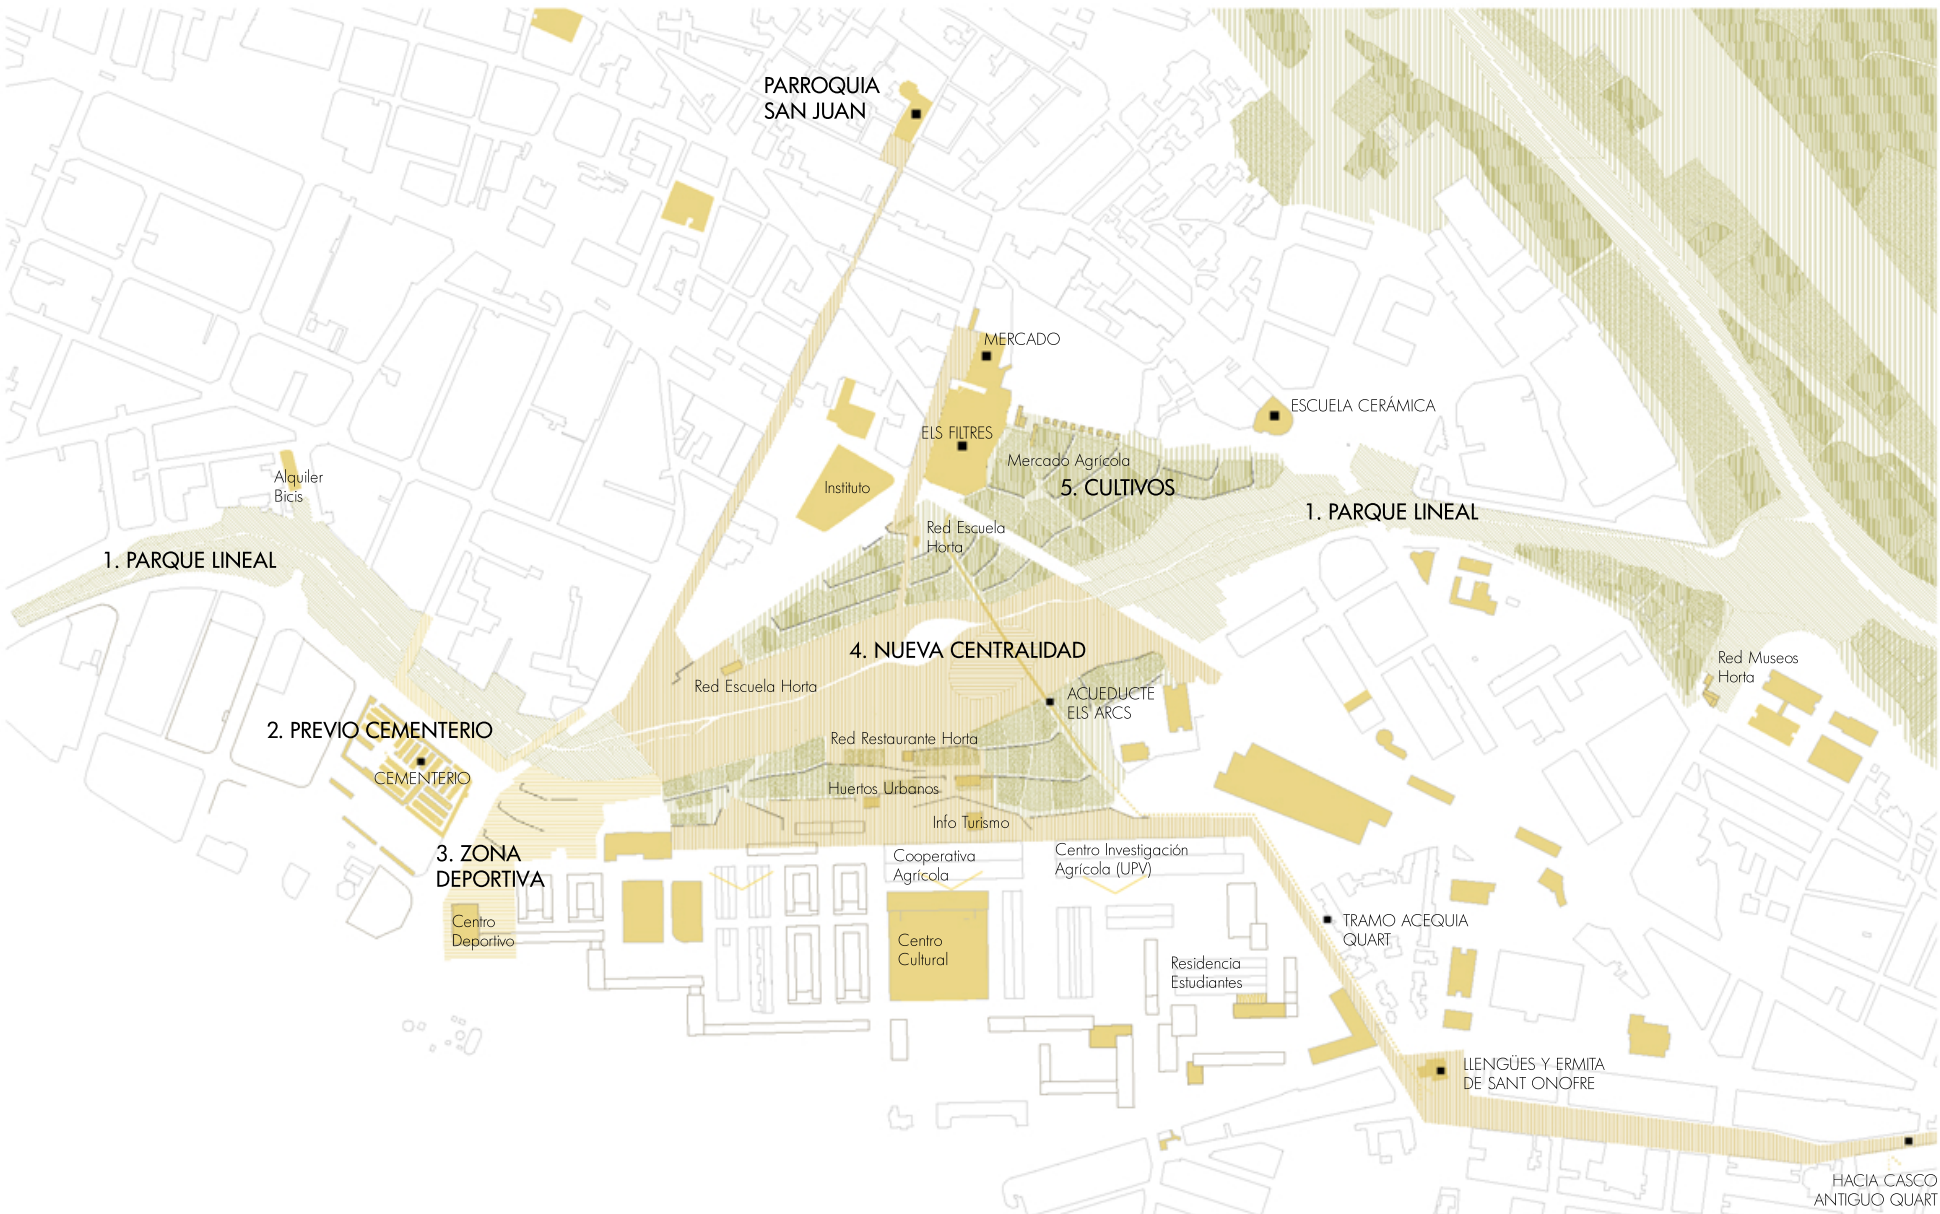 PARROQUIA
SAN JUAN
MERCADO
ESCUELA CERÁMICA
ELS FILTRES
Mercado Agrícola
5. CULTIVOS
Alquiler
Bicis
Instituto
1. PARQUE LINEAL
Red Escuela
Horta
1. PARQUE LINEAL
4. NUEVA CENTRALIDAD
Red Museos
Horta
Red Escuela Horta
ACUEDUCTE
ELS ARCS
2. PREVIO CEMENTERIO
Red Restaurante Horta
CEMENTERIO
Huertos Urbanos
Info Turismo
3. ZONA
DEPORTIVA
Cooperativa
Agrícola
Centro Investigación
Agrícola (UPV)
Centro
Deportivo
Centro
Cultural
TRAMO ACEQUIA
QUART
Residencia
Estudiantes
LLENGÜES Y ERMITA
DE SANT ONOFRE
HACIA CASCO
ANTIGUO QUART